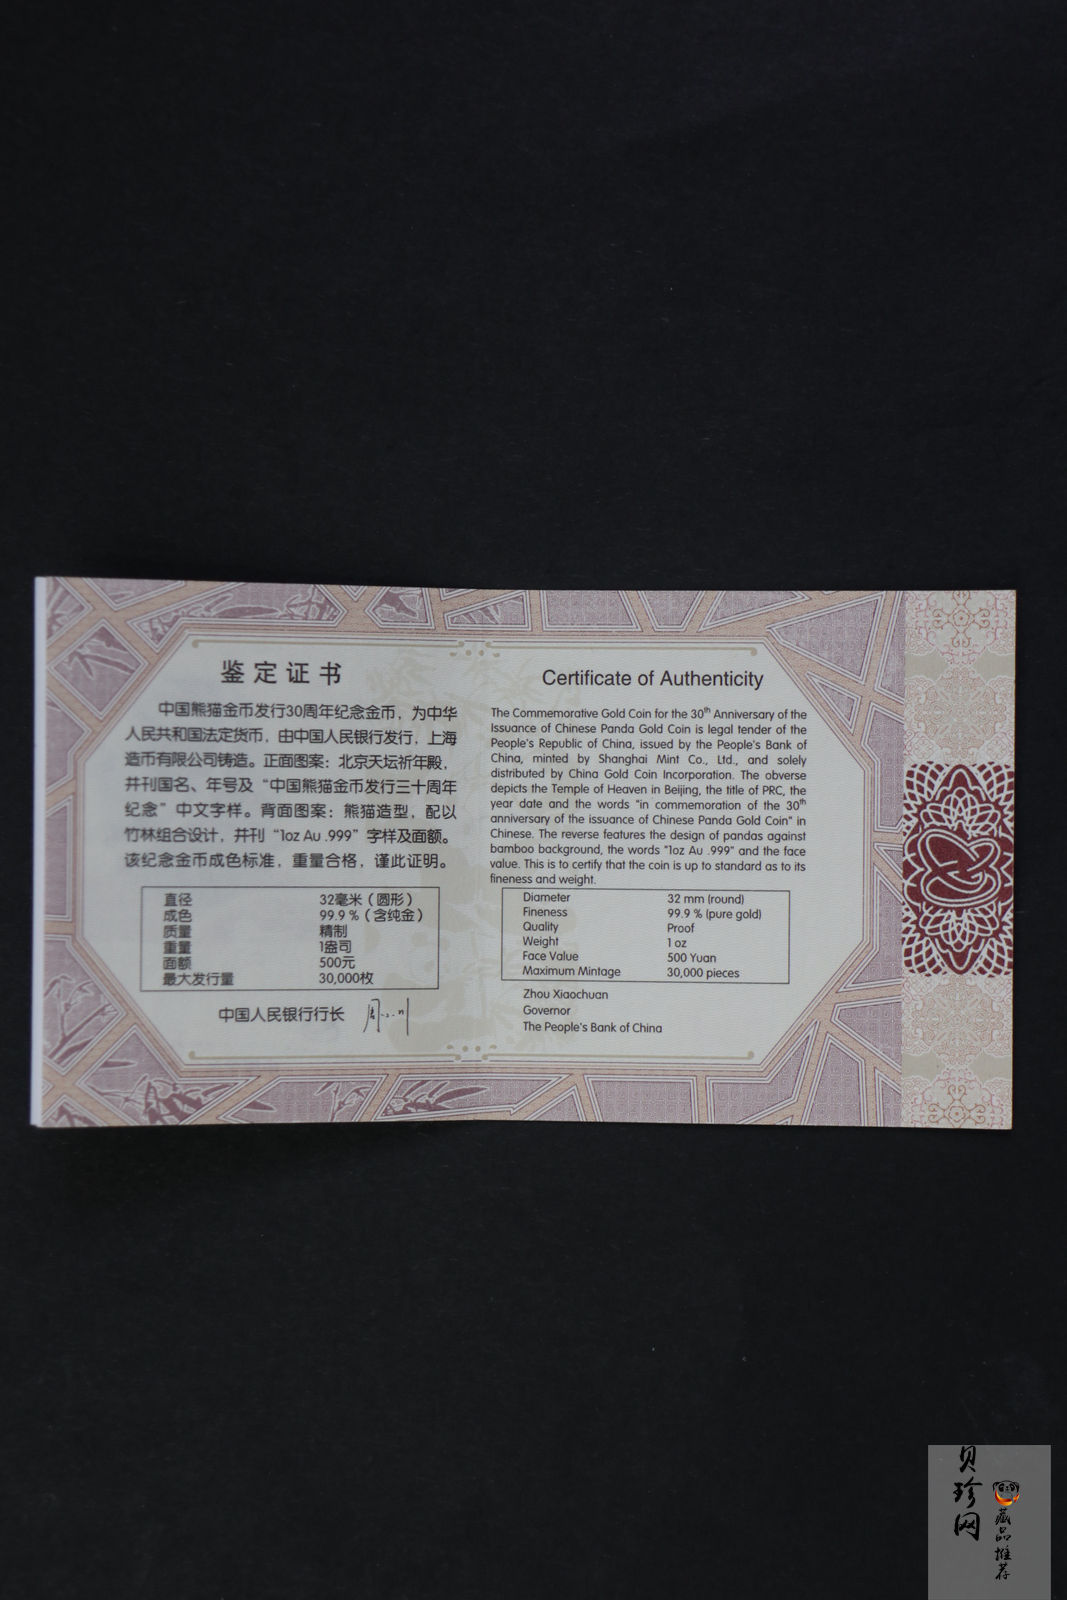 鉴定证书
中国熊猫金币发行30周年纪念金币，为中华
人民共和国法定货币，由中国人民银行发行，上海
造币有限公司铸造。正面图案：北京天坛祈年殿，
并刊国名、年号及“中国熊猫金币发行三十周年
纪念”中文字样。背面图案：熊猫造型，配以
竹林组合设计，并刊“1oz Au .999”字样及面额。
该纪念金币成色标准，重量合格，谨此证明。
直径 32毫米（圆形）
成色 99.9 %（含纯金）
质量 精制
重量 1盎司
面额 500元
最大发行量 30,000枚
中国人民银行行长
Certificate of Authenticity
The Commemorative Gold Coin for the 30th Anniversary of the
Issuance of Chinese Panda Gold Coin is legal tender of the
People's Republic of China, issued by the People's Bank of
China, minted by Shanghai Mint Co., Ltd., and solely
distributed by China Gold Coin Incorporation. The obverse
depicts the Temple of Heaven in Beijing, the title of PRC, the
year date and the words "in commemoration of the 30th
anniversary of the issuance of Chinese Panda Gold Coin" in
Chinese. The reverse features the design of pandas against
bamboo background, the words "1oz Au .999" and the face
value. This is to certify that the coin is up to standard as to its
fineness and weight.
Diameter 32 mm (round)
Fineness 99.9 % (pure gold)
Quality Proof
Weight 1 oz
Face Value 500 Yuan
Maximum Mintage 30,000 pieces
Zhou Xiaochuan
Governor
The People's Bank of China
贝珍网
藏品推荐